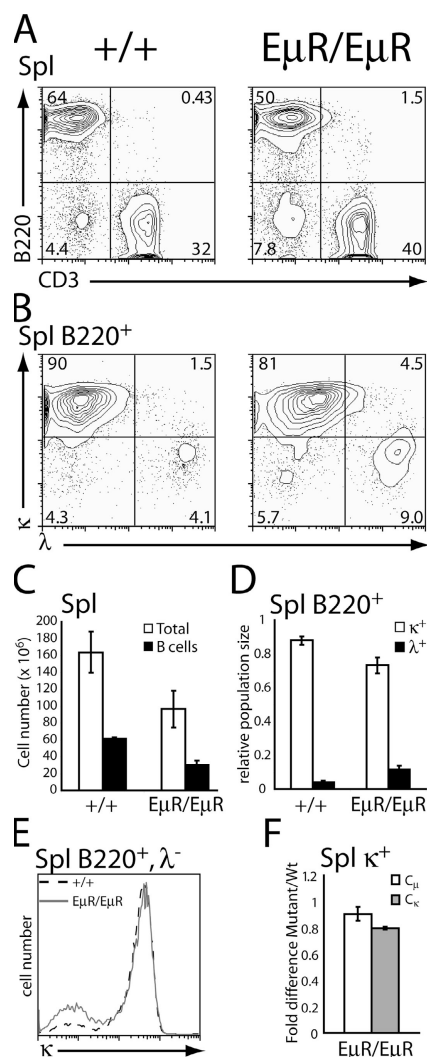 A
+/+
EμR/EμR
Spl
64
0.43
4.4
32
50
1.5
7.8
40
B220
CD3
B
Spl B220+
90
1.5
4.3
4.1
81
4.5
5.7
9.0
κ
λ
C
Spl
Cell number (x 10⁶)
200
180
160
140
120
100
80
60
40
20
0
Total
B cells
+/+
EμR/EμR
D
Spl B220+
relative population size
1
0.8
0.6
0.4
0.2
0
κ+
λ+
+/+
EμR/EμR
E
Spl B220+, λ-
+/+
EμR/EμR
cell number
κ
F
Spl κ+
Fold difference Mutant/Wt
1.2
1
0.8
0.6
0.4
0.2
0
Cμ
Cκ
EμR/EμR